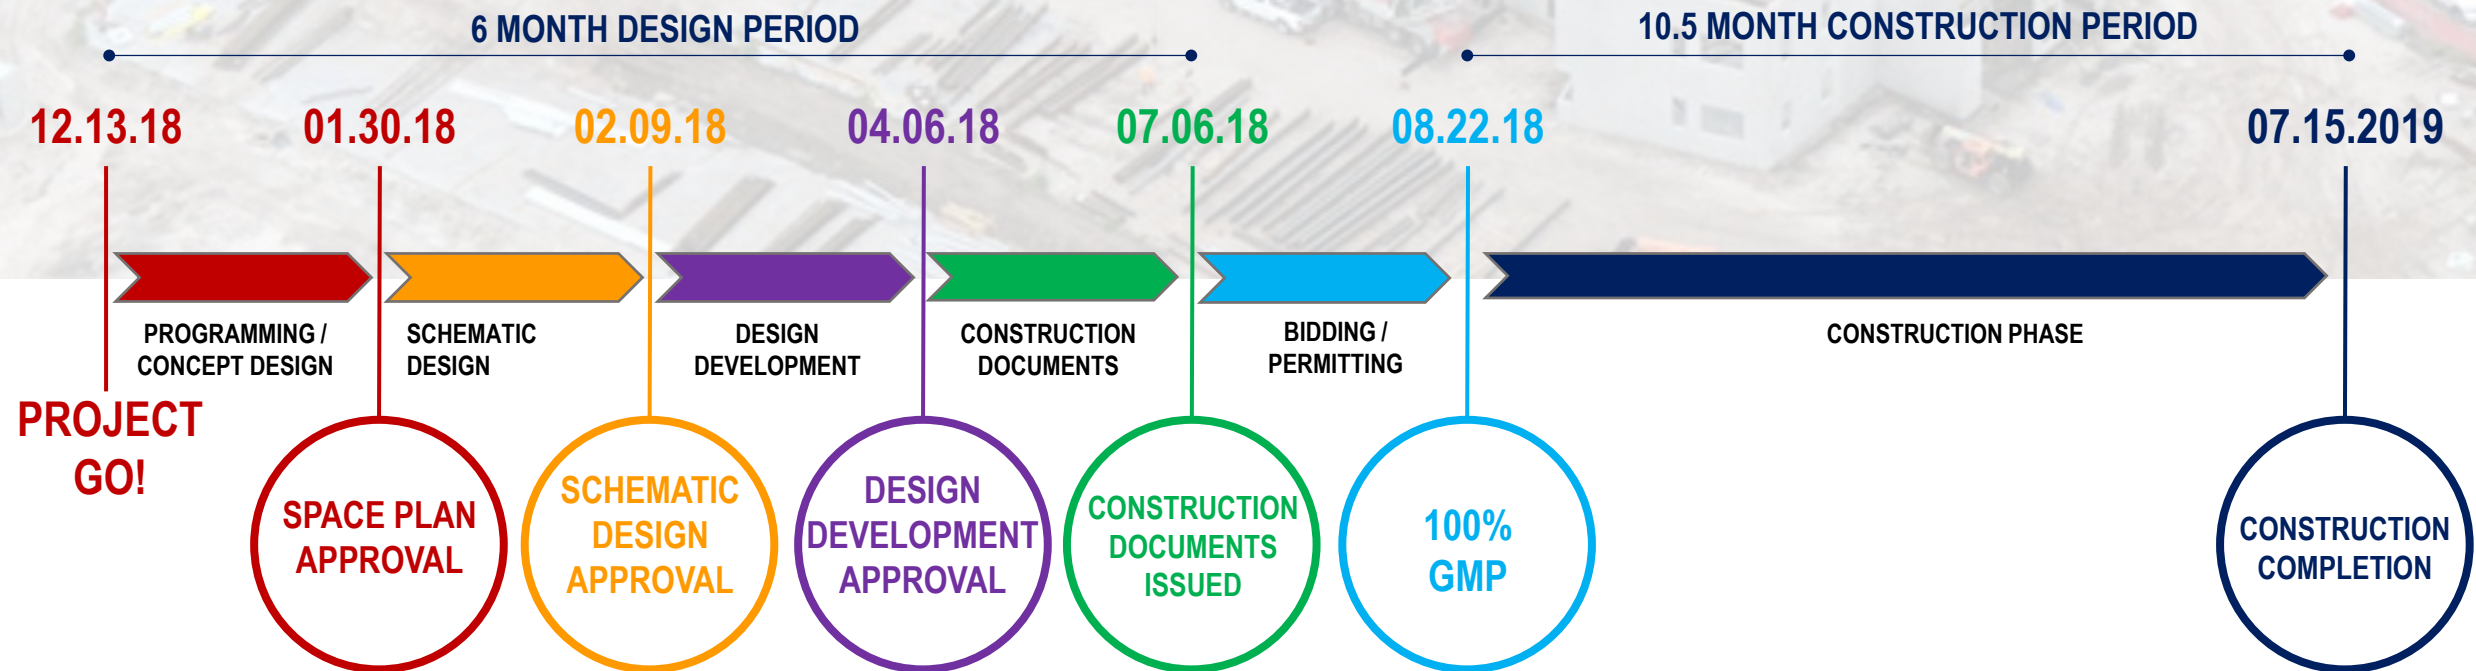 6 MONTH DESIGN PERIOD
10.5 MONTH CONSTRUCTION PERIOD
12.13.18
01.30.18
02.09.18
04.06.18
07.06.18
08.22.18
07.15.2019
PROGRAMMING /
CONCEPT DESIGN
SCHEMATIC
DESIGN
DESIGN
DEVELOPMENT
CONSTRUCTION
DOCUMENTS
BIDDING /
PERMITTING
CONSTRUCTION PHASE
PROJECT
GO!
SPACE PLAN
APPROVAL
SCHEMATIC
DESIGN
APPROVAL
DESIGN
DEVELOPMENT
APPROVAL
CONSTRUCTION
DOCUMENTS
ISSUED
100%
GMP
CONSTRUCTION
COMPLETION